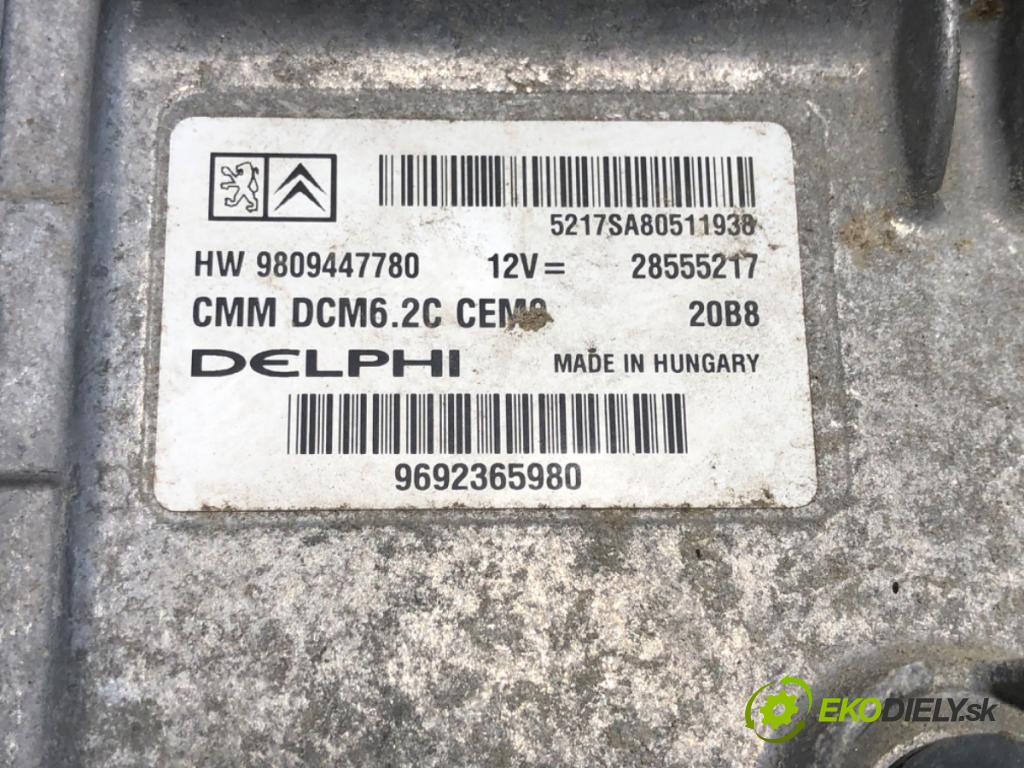 5217SA80511938
HW 9809447780 12V= 28555217
CMM DCM6.2C 20B8
DELPHI MADE IN HUNGARY
9692365980
EKODIELY.sk